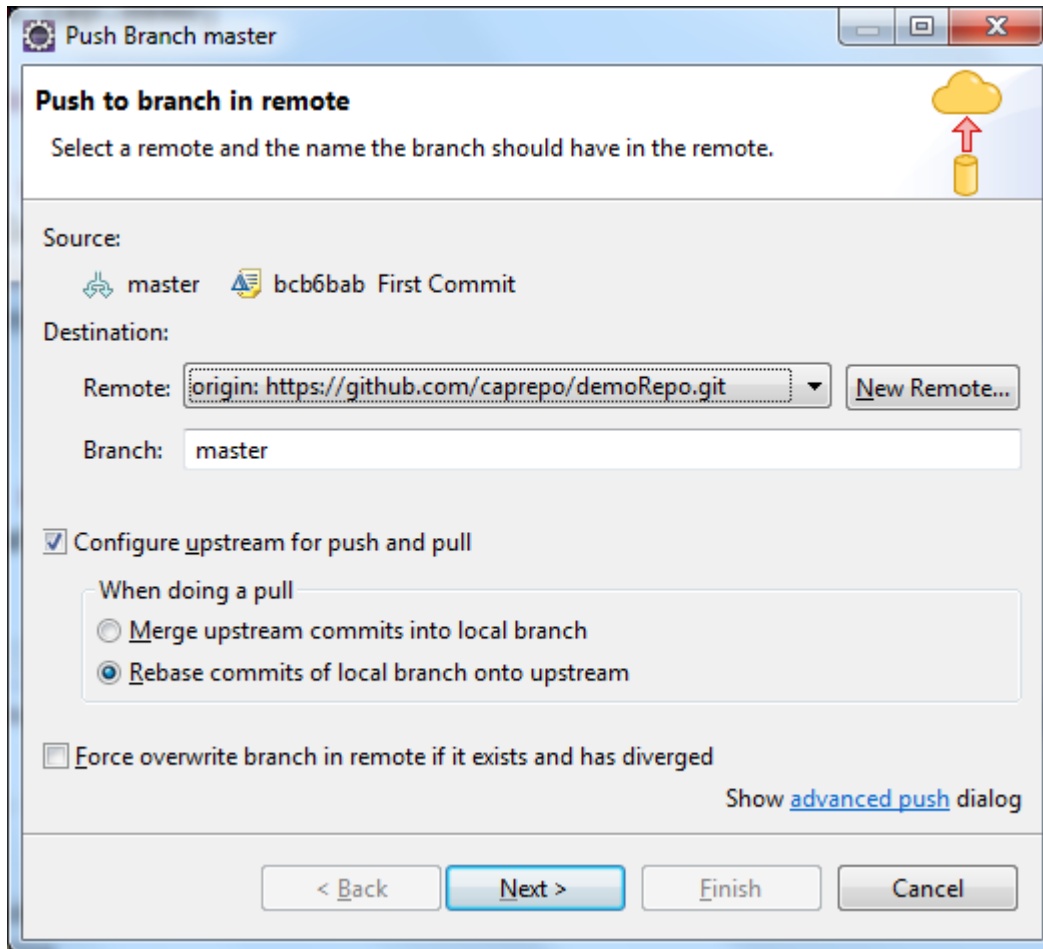 Push Branch master
Push to branch in remote
Select a remote and the name the branch should have in the remote.
Source:
master bcb6bab First Commit
Destination:
Remote: origin: https://github.com/caprepo/demoRepo.git New Remote...
Branch: master
Configure upstream for push and pull
When doing a pull
Merge upstream commits into local branch
Rebase commits of local branch onto upstream
Force overwrite branch in remote if it exists and has diverged
Show advanced push dialog
< Back Next > Finish Cancel